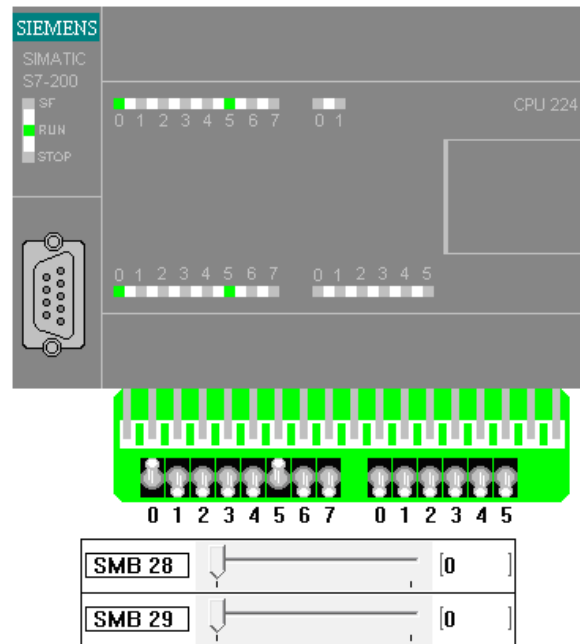 SIEMENS
SIMATIC
S7-200
SF
RUN
STOP
CPU 224
0 1 2 3 4 5 6 7 0 1
0 1 2 3 4 5 6 7 0 1 2 3 4 5
0 1 2 3 4 5 6 7 0 1 2 3 4 5
SMB 28 [0 ]
SMB 29 [0 ]